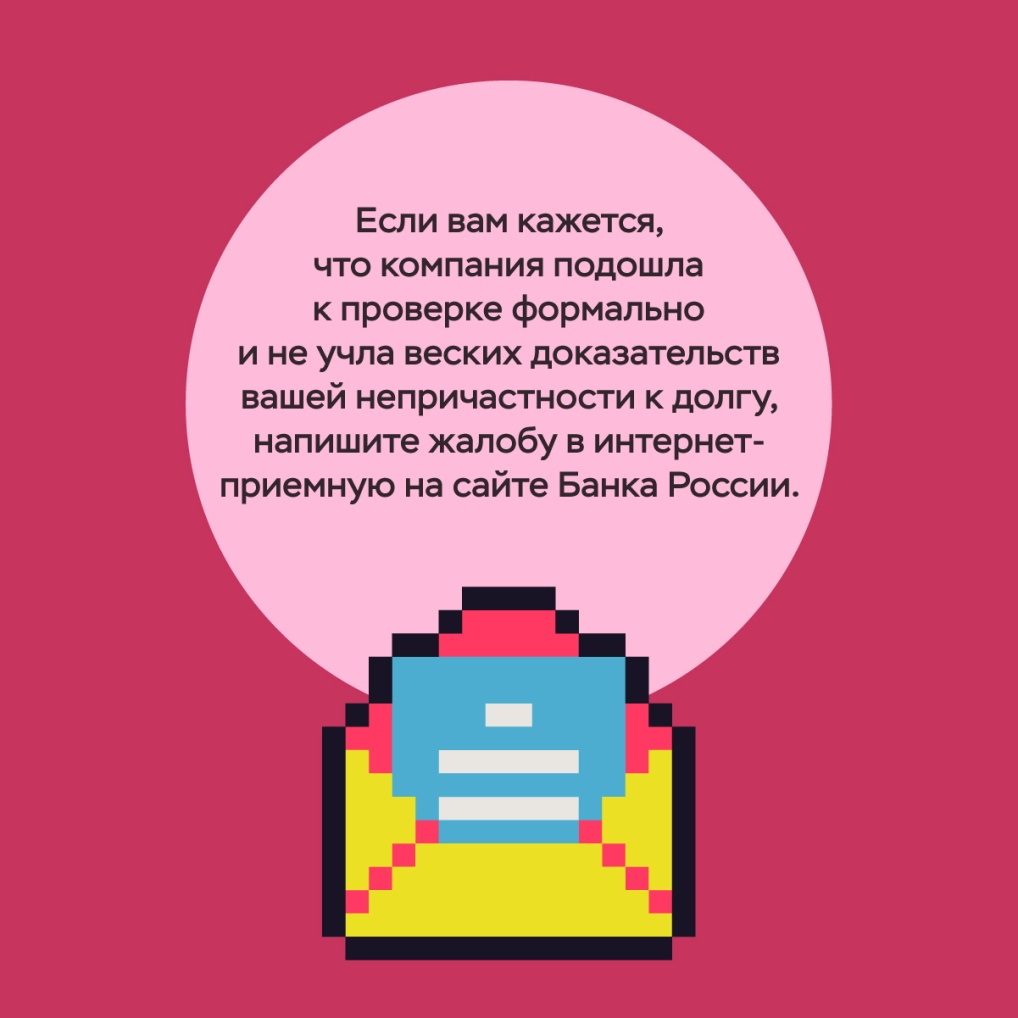 Если вам кажется,
что компания подошла
к проверке формально
и не учла веских доказательств
вашей непричастности к долгу,
напишите жалобу в интернет-
приемную на сайте Банка России.